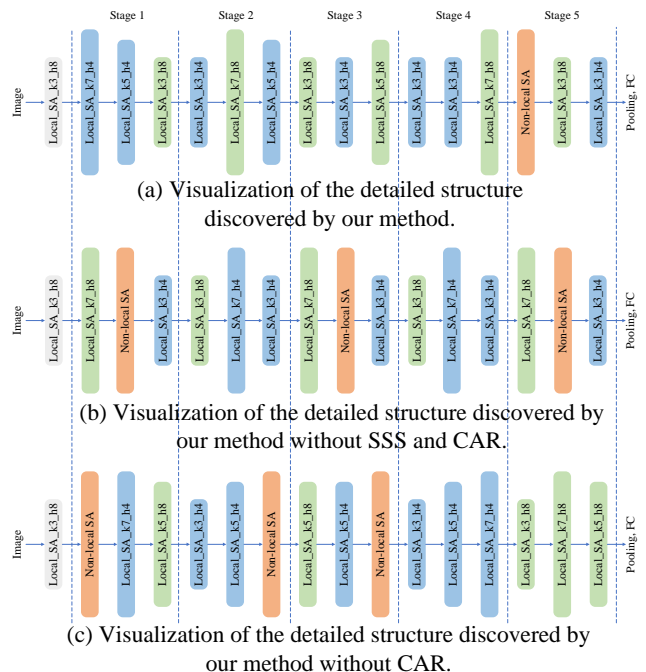 Stage 1 Stage 2 Stage 3 Stage 4 Stage 5
Image
Local_SA_k3_h8
Local_SA_k7_h4
Local_SA_k5_h4
Local_SA_k3_h8
Local_SA_k3_h4
Local_SA_k7_h8
Local_SA_k5_h4
Local_SA_k3_h8
Local_SA_k3_h4
Local_SA_k5_h8
Local_SA_k3_h4
Local_SA_k3_h4
Local_SA_k7_h8
Non-local SA
Local_SA_k3_h8
Local_SA_k3_h4
Pooling, FC
(a) Visualization of the detailed structure
discovered by our method.
Image
Local_SA_k3_h8
Local_SA_k7_h8
Non-local SA
Local_SA_k3_h4
Local_SA_k3_h8
Local_SA_k7_h4
Local_SA_k3_h4
Local_SA_k7_h8
Non-local SA
Local_SA_k3_h4
Local_SA_k3_h8
Local_SA_k7_h4
Local_SA_k3_h4
Local_SA_k7_h8
Non-local SA
Local_SA_k3_h4
Pooling, FC
(b) Visualization of the detailed structure discovered by
our method without SSS and CAR.
Image
Local_SA_k3_h8
Non-local SA
Local_SA_k7_h4
Local_SA_k5_h8
Local_SA_k3_h4
Local_SA_k5_h4
Non-local SA
Local_SA_k5_h8
Local_SA_k5_h4
Non-local SA
Local_SA_k3_h4
Local_SA_k5_h4
Local_SA_k7_h4
Local_SA_k3_h8
Local_SA_k7_h8
Local_SA_k5_h8
Pooling, FC
(c) Visualization of the detailed structure discovered by
our method without CAR.